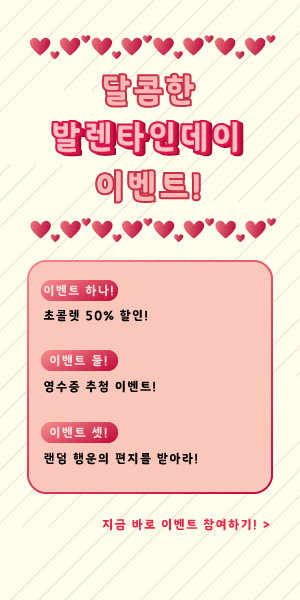 달콤한
발렌타인데이
이벤트!
이벤트 하나!
초콜렛 50% 할인!
이벤트 둘!
영수증 추첨 이벤트!
이벤트 셋!
랜덤 행운의 편지를 받아라!
지금 바로 이벤트 참여하기! >